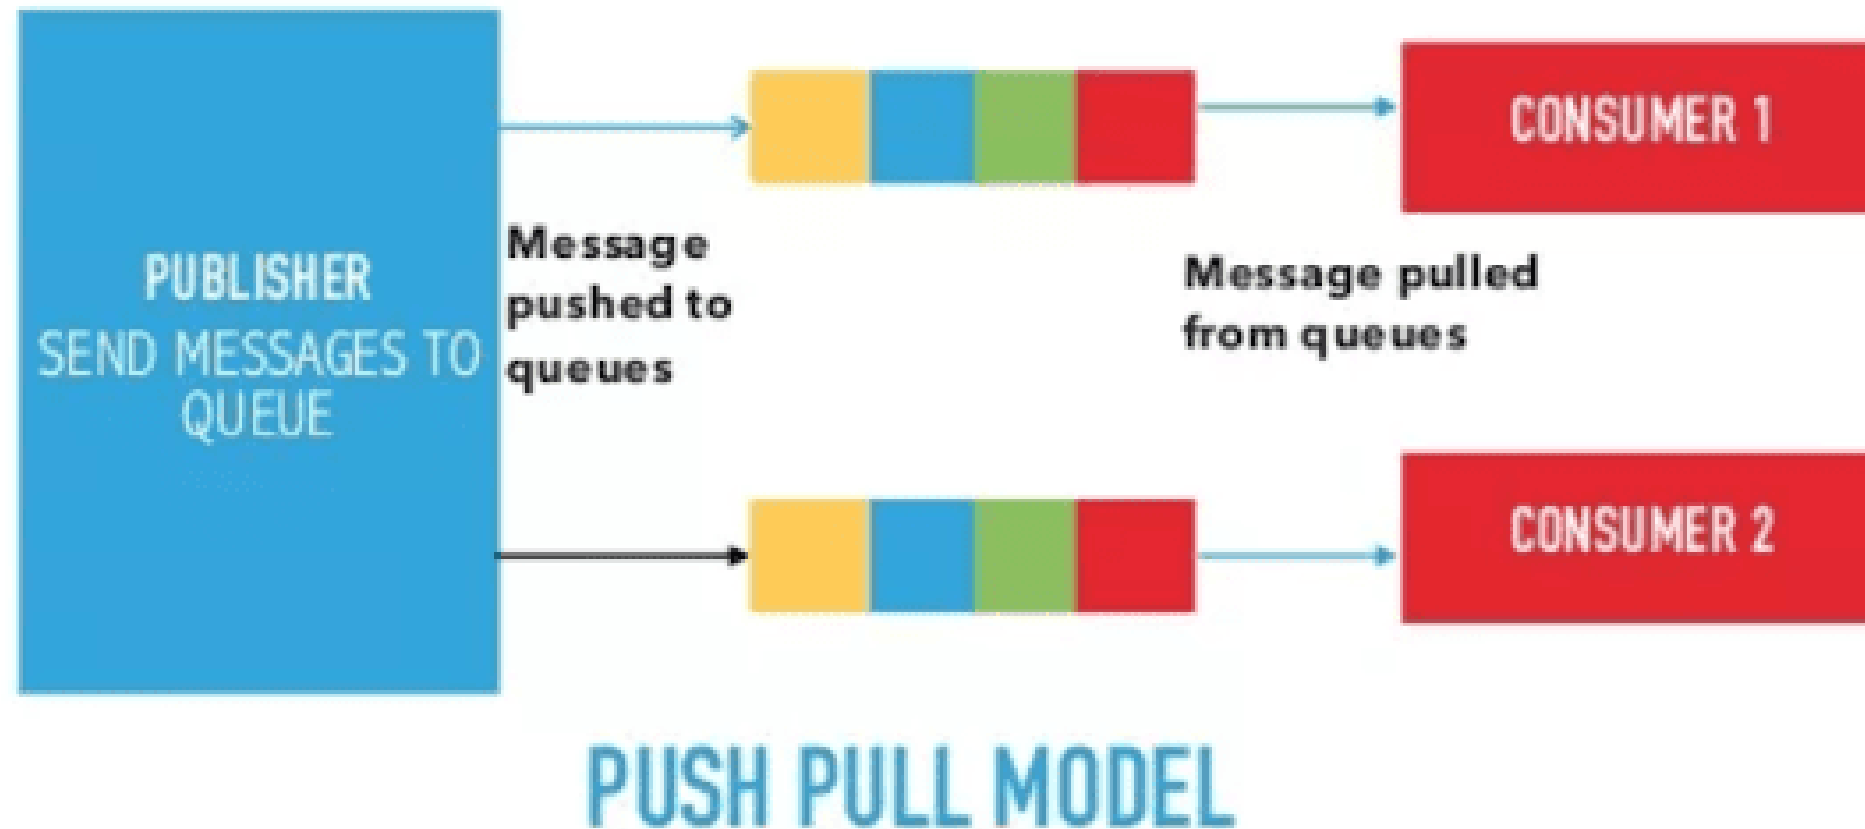 PUBLISHER
SEND MESSAGES TO
QUEUE
Message
pushed to
queues
CONSUMER 1
Message pulled
from queues
CONSUMER 2
PUSH PULL MODEL